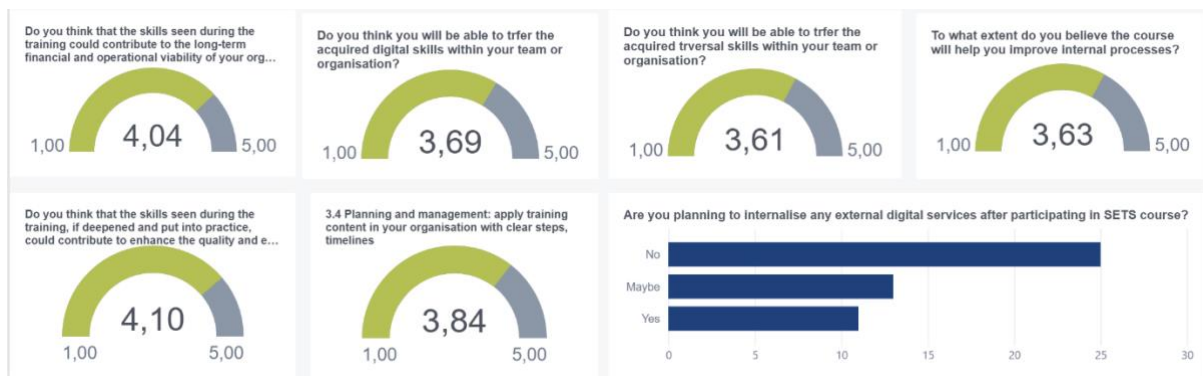 Do you think that the skills seen during the
training could contribute to the long-term
financial and operational viability of your org...
4,04
1,00
5,00
Do you think you will be able to trfer the
acquired digital skills within your team or
organisation?
3,69
1,00
5,00
Do you think you will be able to trfer the
acquired trversal skills within your team or
organisation?
3,61
1,00
5,00
To what extent do you believe the course
will help you improve internal processes?
3,63
1,00
5,00
Do you think that the skills seen during the
training, if deepened and put into practice,
could contribute to enhance the quality and e...
4,10
1,00
5,00
3.4 Planning and management: apply training
content in your organisation with clear steps,
timelines
3,84
1,00
5,00
Are you planning to internalise any external digital services after participating in SETS course?
No
Maybe
Yes
0 5 10 15 20 25 30